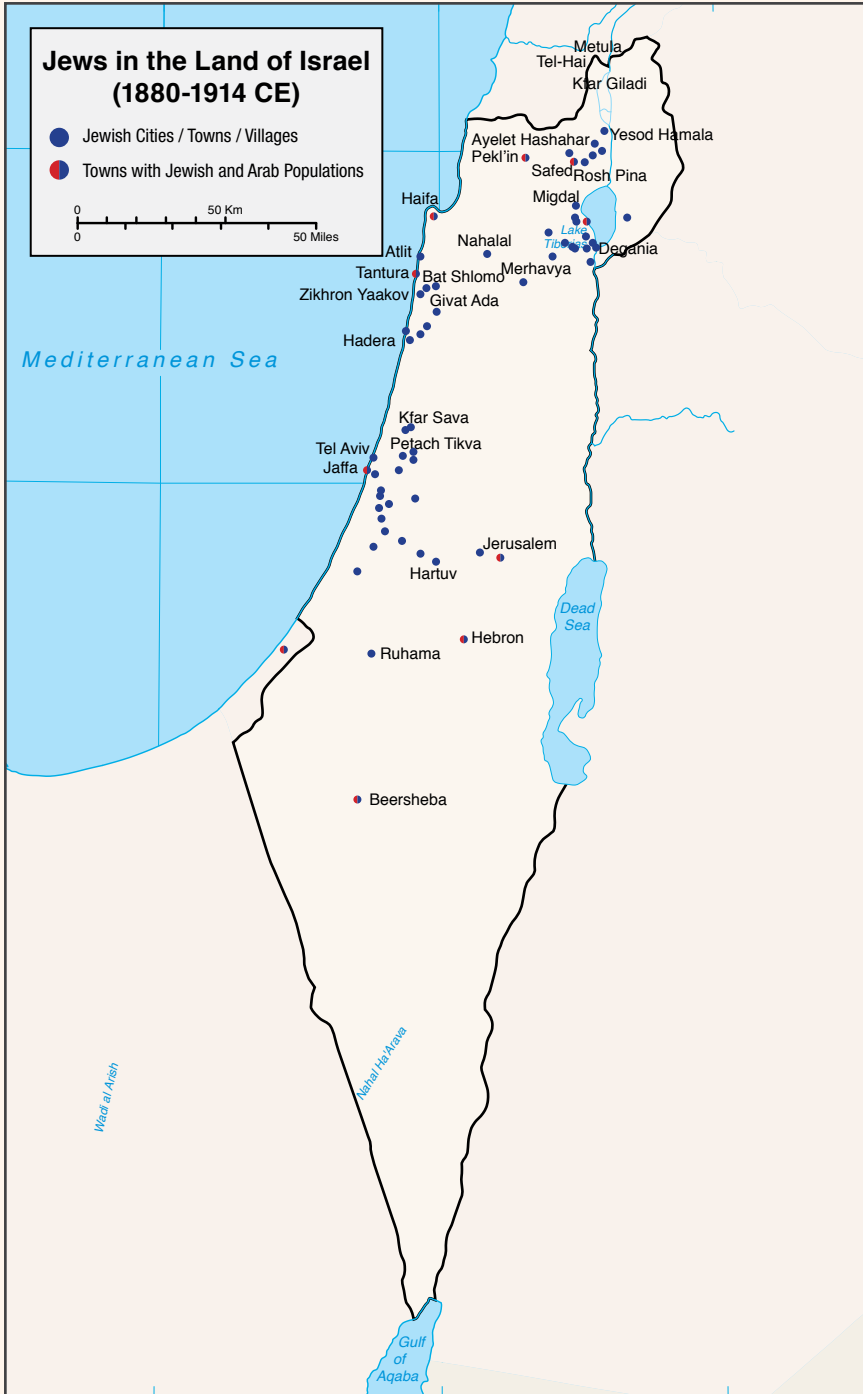 Jews in the Land of Israel
(1880-1914 CE)
Jewish Cities / Towns / Villages
Towns with Jewish and Arab Populations
0
50 Km
0
50 Miles
Metula
Tel-Hai
Kfar Giladi
Yesod Hamala
Ayelet Hashahar
Pekl'in
Safed
Rosh Pina
Migdal
Haifa
Lake
Tiberias
Degania
Nahalal
Atlit
Merhavya
Tantura
Bat Shlomo
Zikhron Yaakov
Givat Ada
Hadera
Mediterranean Sea
Kfar Sava
Petach Tikva
Tel Aviv
Jaffa
Jerusalem
Hartuv
Dead
Sea
Hebron
Ruhama
Beersheba
Nahal Ha'Arava
Wadi al Arish
Gulf
of
Aqaba